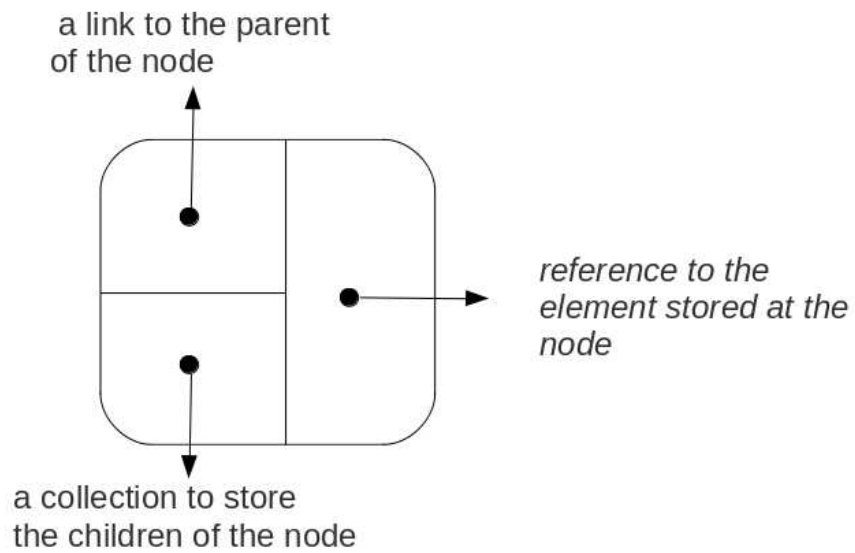 a link to the parent
of the node
reference to the
element stored at the
node
a collection to store
the children of the node